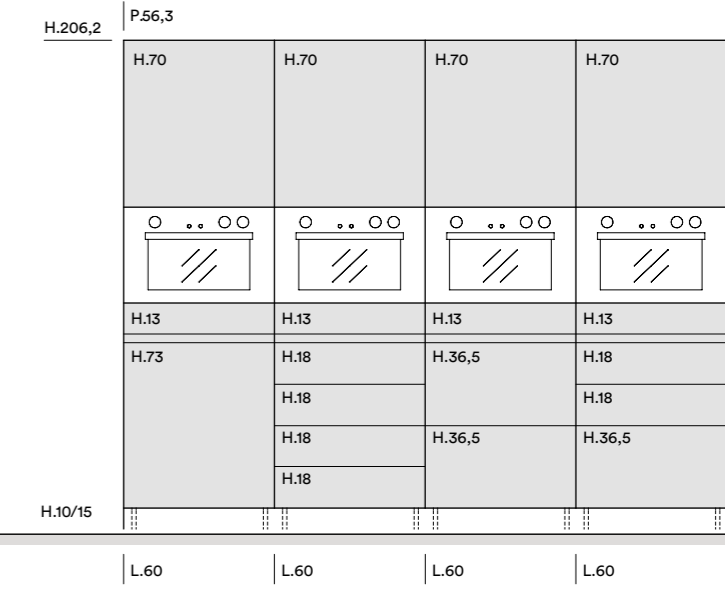 P.56,3
H.206,2
H.70 H.70 H.70 H.70
H.13 H.13 H.13 H.13
H.73 H.18 H.36,5 H.18
H.18 H.18
H.18 H.36,5 H.36,5
H.18
H.10/15
L.60 L.60 L.60 L.60